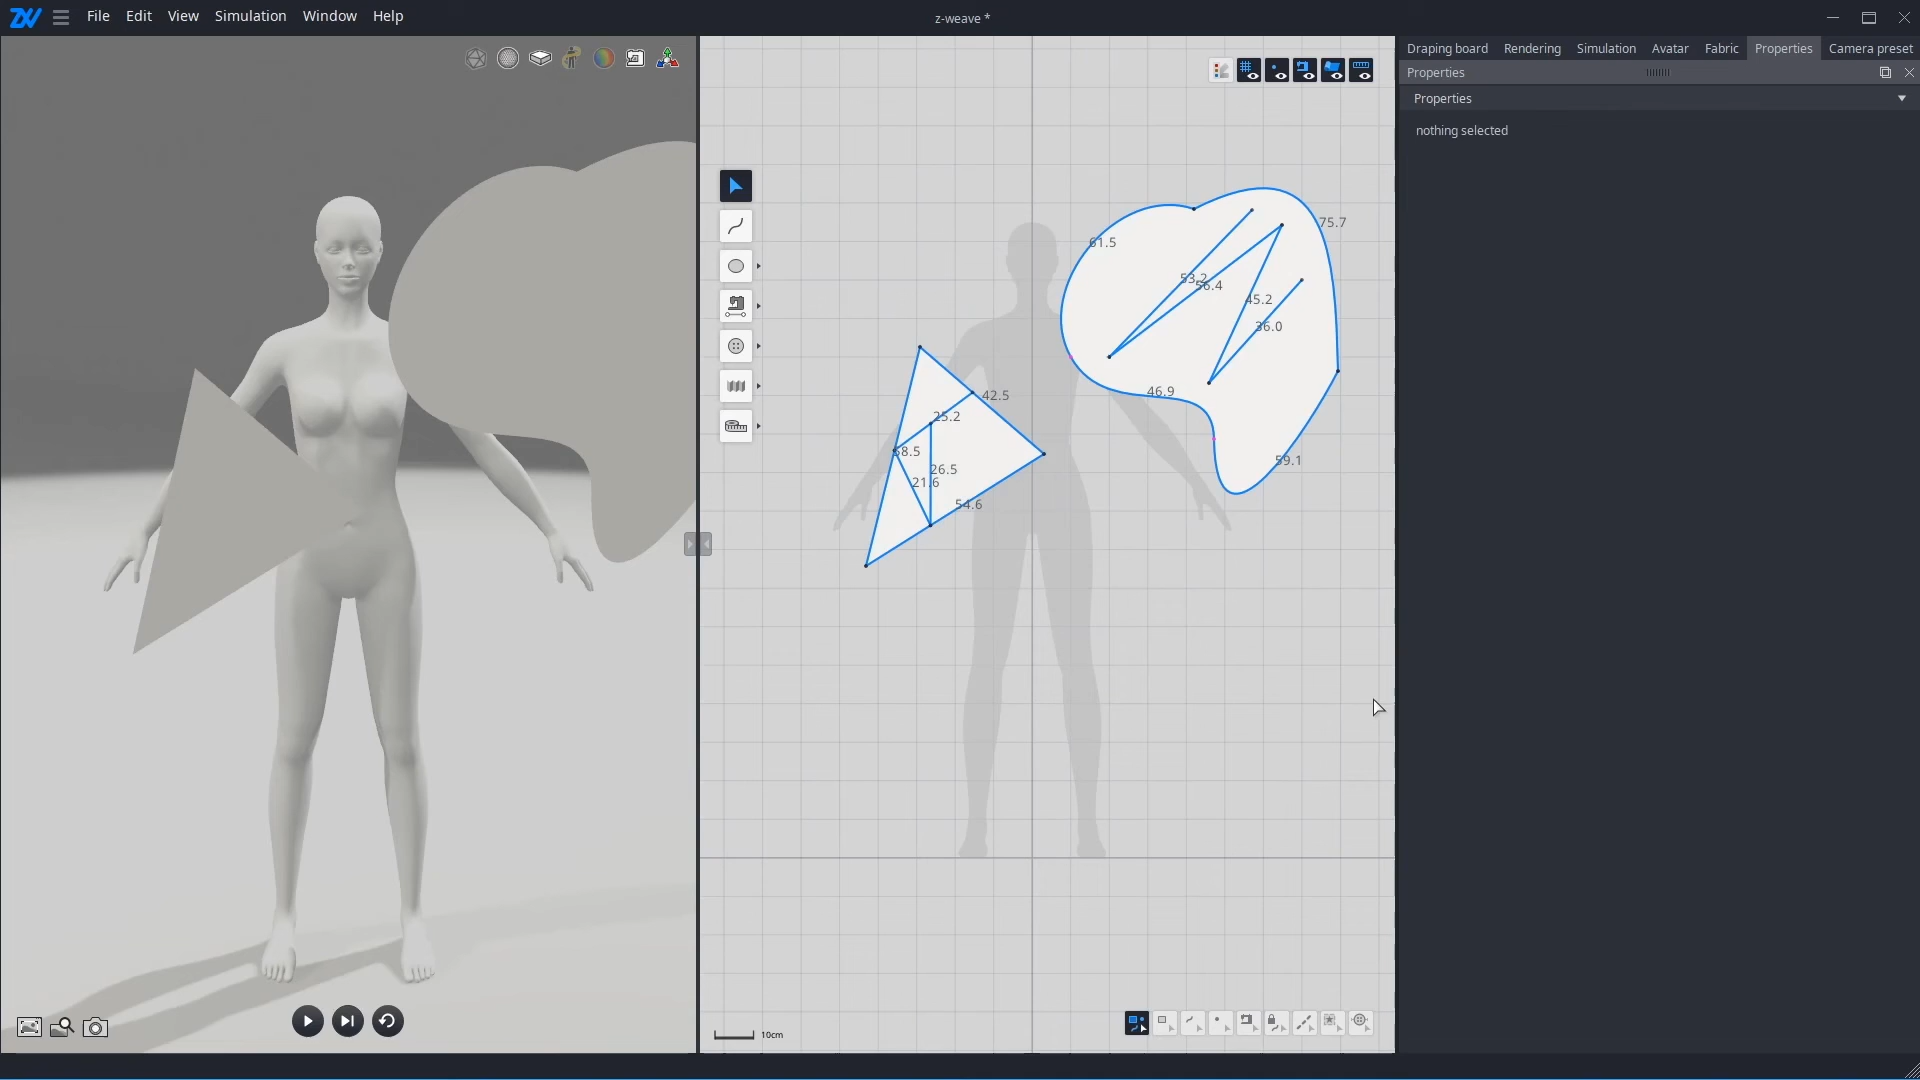 File Edit View Simulation Window Help
z-weave *
Draping board Rendering Simulation Avatar Fabric Properties Camera preset
Properties
Properties
nothing selected
61.5
75.7
53.2
56.4
45.2
36.0
46.9
59.1
42.5
25.2
58.5
26.5
21.6
54.6
10cm